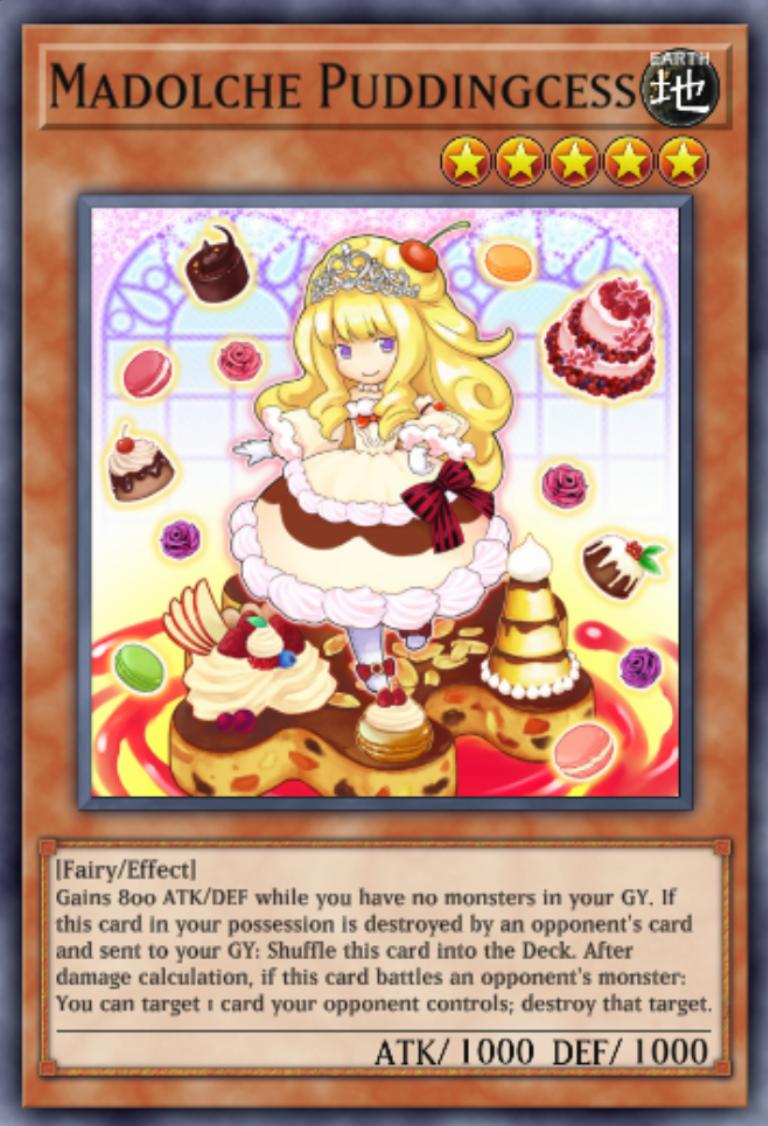 MADOLCHE PUDDINGCESS
EARTH
地
[Fairy/Effect]
Gains 800 ATK/DEF while you have no monsters in your GY. If
this card in your possession is destroyed by an opponent's card
and sent to your GY: Shuffle this card into the Deck. After
damage calculation, if this card battles an opponent's monster:
You can target 1 card your opponent controls; destroy that target.
ATK/ 1000 DEF/ 1000